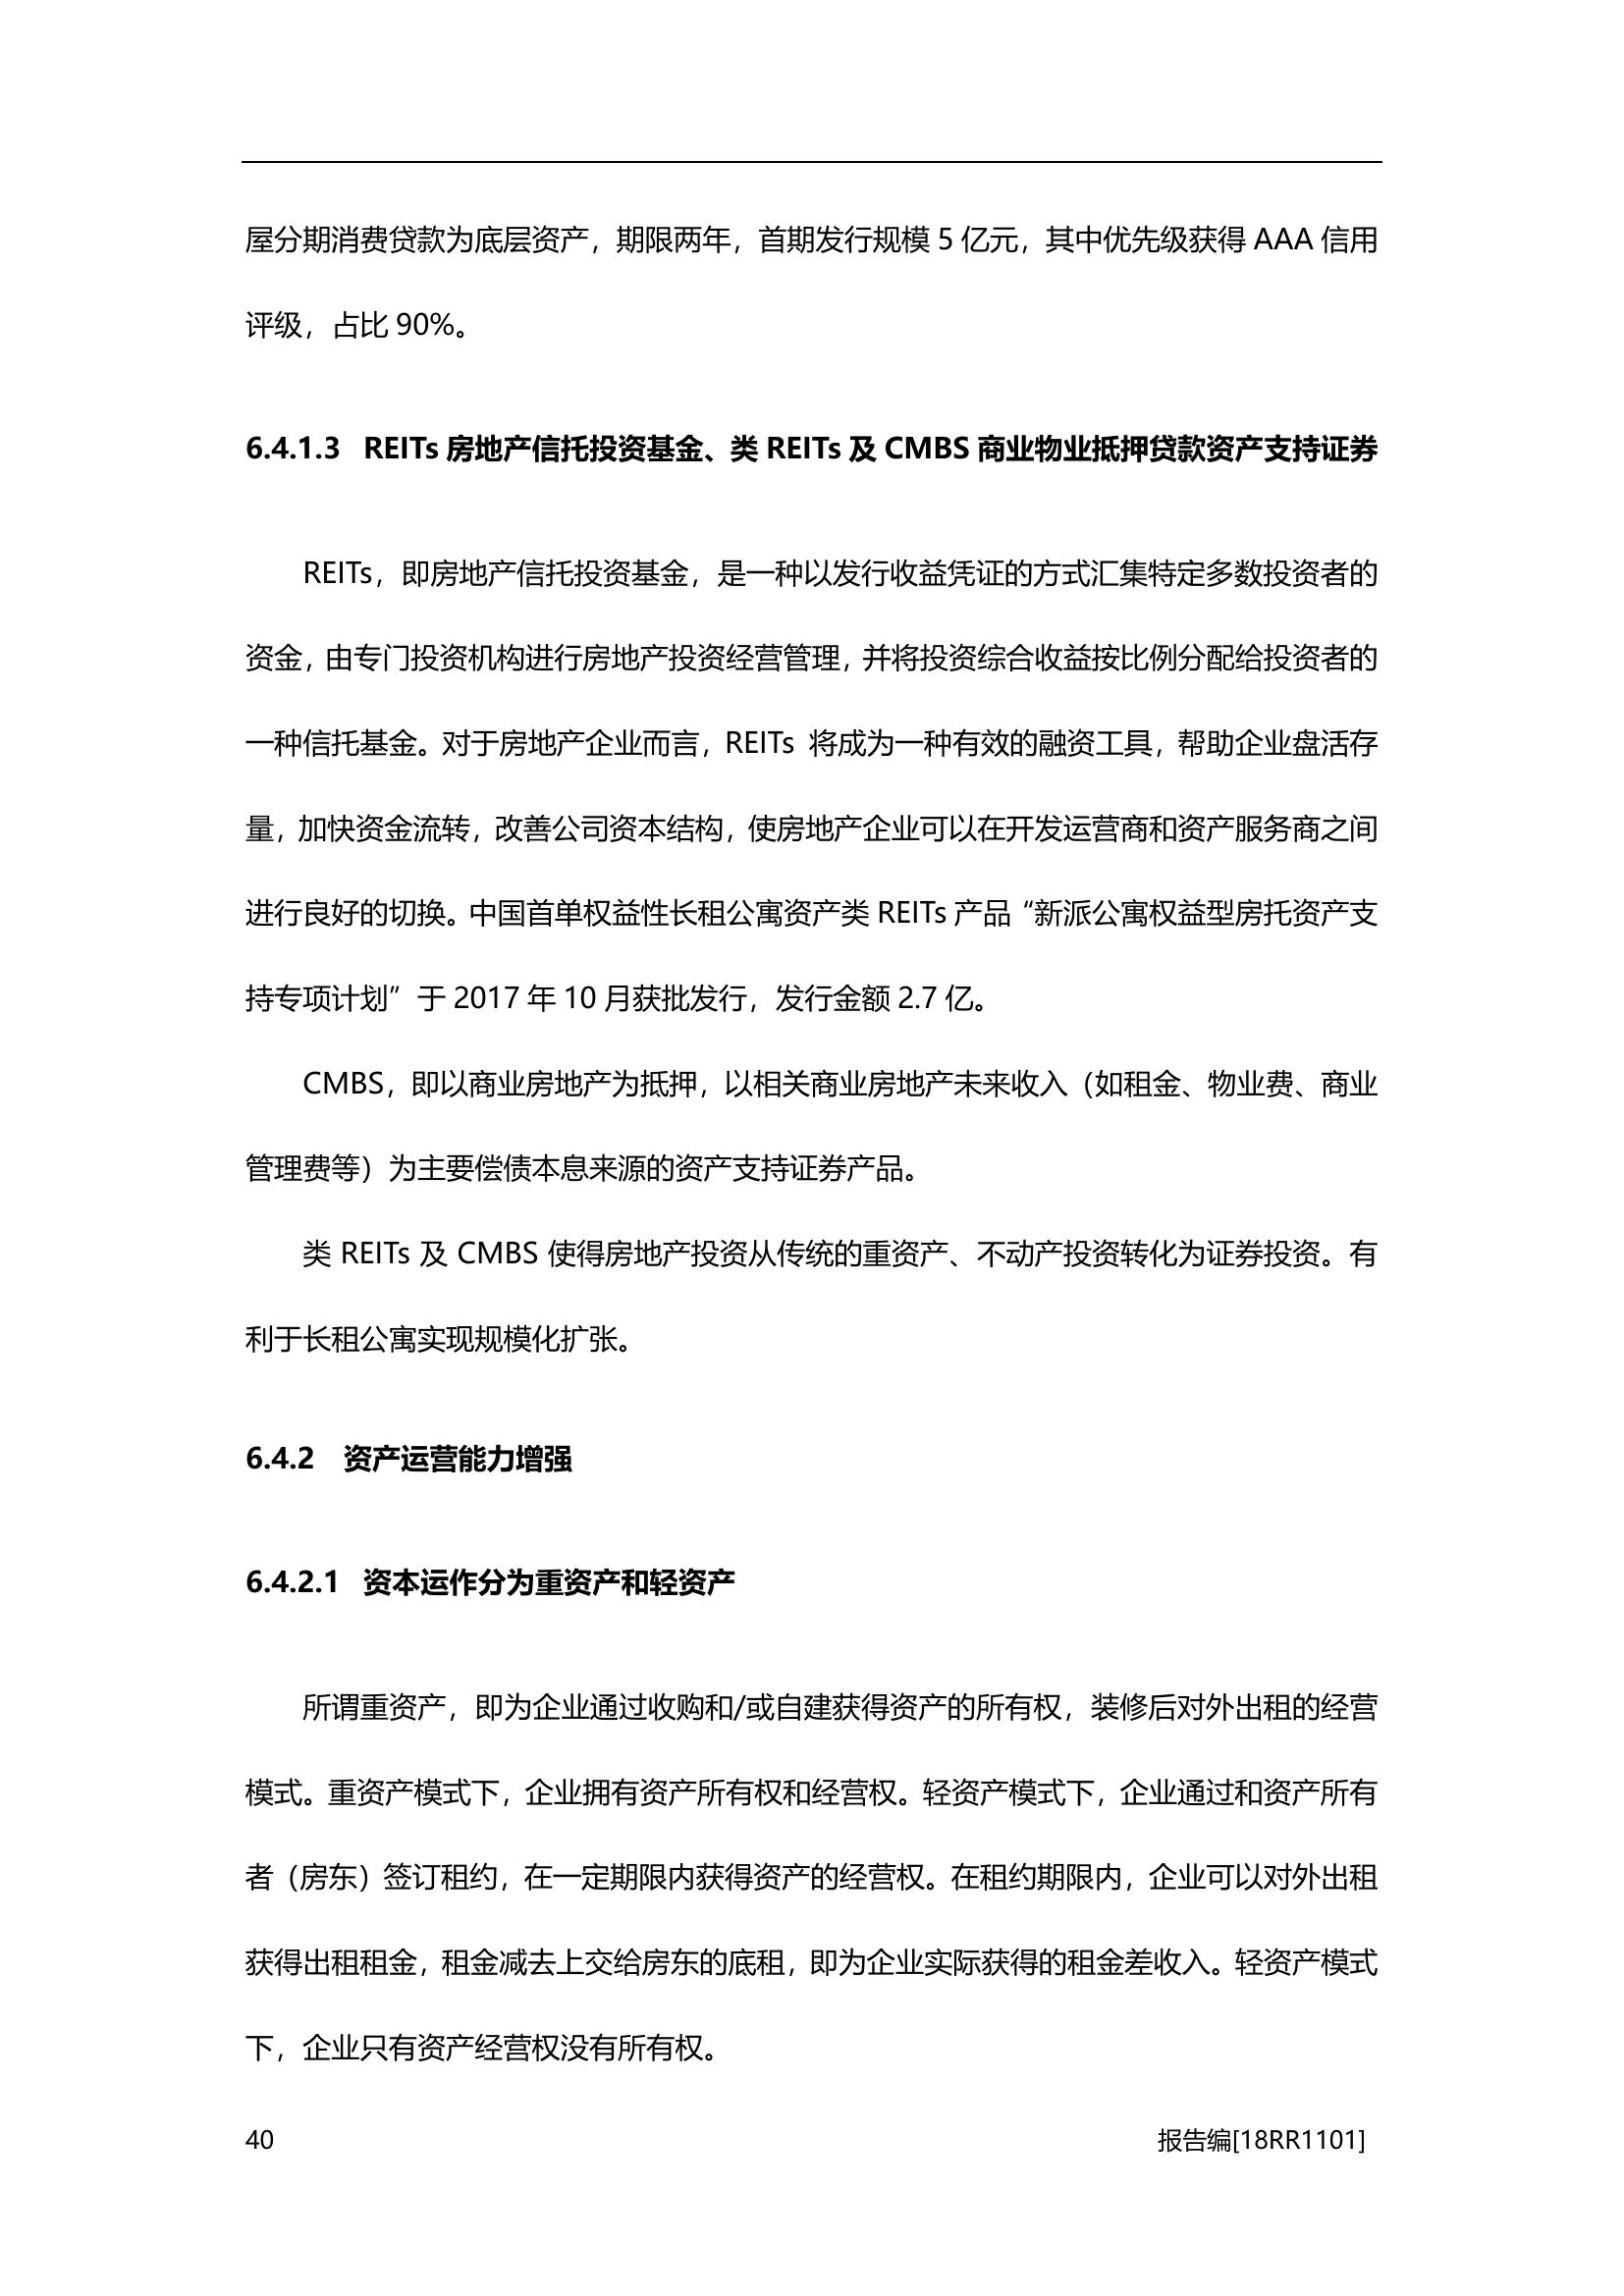 屋分期消费贷款为底层资产，期限两年，首期发行规模 5 亿元，其中优先级获得 AAA 信用
评级，占比 90%。
6.4.1.3 REITs 房地产信托投资基金、类 REITs 及 CMBS 商业物业抵押贷款资产支持证券
REITs，即房地产信托投资基金，是一种以发行收益凭证的方式汇集特定多数投资者的
资金，由专门投资机构进行房地产投资经营管理，并将投资综合收益按比例分配给投资者的
一种信托基金。对于房地产企业而言，REITs 将成为一种有效的融资工具，帮助企业盘活存
量，加快资金流转，改善公司资本结构，使房地产企业可以在开发运营商和资产服务商之间
进行良好的切换。中国首单权益性长租公寓资产类 REITs 产品“新派公寓权益型房托资产支
持专项计划”于 2017 年 10 月获批发行，发行金额 2.7 亿。
CMBS，即以商业房地产为抵押，以相关商业房地产未来收入（如租金、物业费、商业
管理费等）为主要偿债本息来源的资产支持证券产品。
类 REITs 及 CMBS 使得房地产投资从传统的重资产、不动产投资转化为证券投资。有
利于长租公寓实现规模化扩张。
6.4.2 资产运营能力增强
6.4.2.1 资本运作分为重资产和轻资产
所谓重资产，即为企业通过收购和/或自建获得资产的所有权，装修后对外出租的经营
模式。重资产模式下，企业拥有资产所有权和经营权。轻资产模式下，企业通过和资产所有
者（房东）签订租约，在一定期限内获得资产的经营权。在租约期限内，企业可以对外出租
获得出租租金，租金减去上交给房东的底租，即为企业实际获得的租金差收入。轻资产模式
下，企业只有资产经营权没有所有权。
40 报告编[18RR1101]